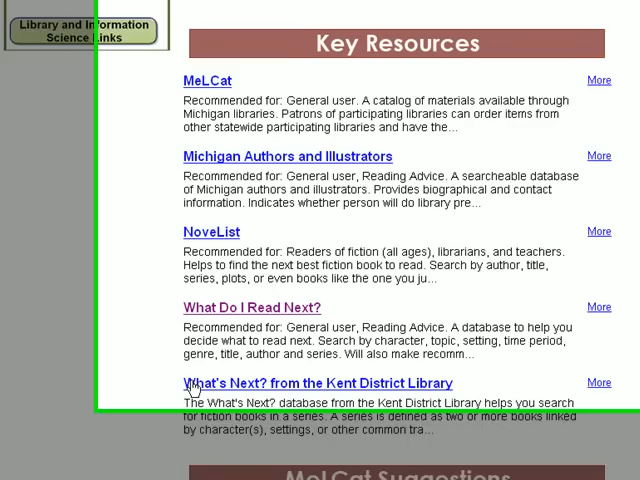 Library and Information
Science Links
Key Resources
MeLCat
More
Recommended for: General user. A catalog of materials available through
Michigan libraries. Patrons of participating libraries can order items from
other statewide participating libraries and have the...
Michigan Authors and Illustrators
More
Recommended for: General user, Reading Advice. A searcheable database
of Michigan authors and illustrators. Provides biographical and contact
information. Indicates whether person will do library pre...
NoveList
More
Recommended for: Readers of fiction (all ages), librarians, and teachers.
Helps to find the next best fiction book to read. Search by author, title,
series, plots, or even books like the one you ju...
What Do I Read Next?
More
Recommended for: General user, Reading Advice. A database to help you
decide what to read next. Search by character, topic, setting, time period,
genre, title, author and series. Will also make recomm...
What's Next? from the Kent District Library
More
The What's Next? database from the Kent District Library helps you search
for fiction books in a series. A series is defined as two or more books linked
by character(s), settings, or other common tra...
MeLCat Suggestions